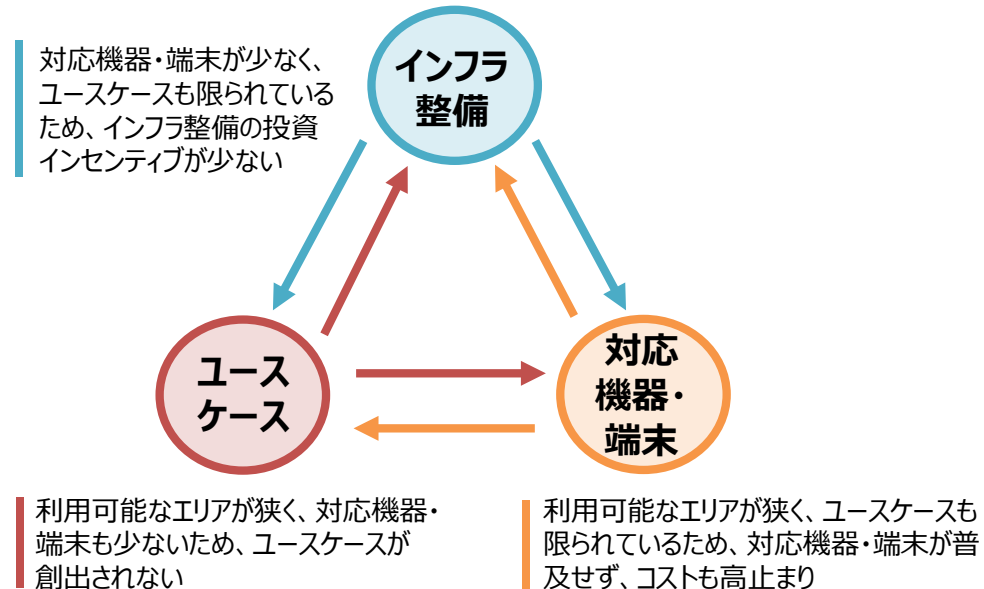 対応機器・端末が少なく、
ユースケースも限られている
ため、インフラ整備の投資
インセンティブが少ない
インフラ
整備
ユース
ケース
対応
機器・
端末
利用可能なエリアが狭く、対応機器・
端末も少ないため、ユースケースが
創出されない
利用可能なエリアが狭く、ユースケースも
限られているため、対応機器・端末が普
及せず、コストも高止まり